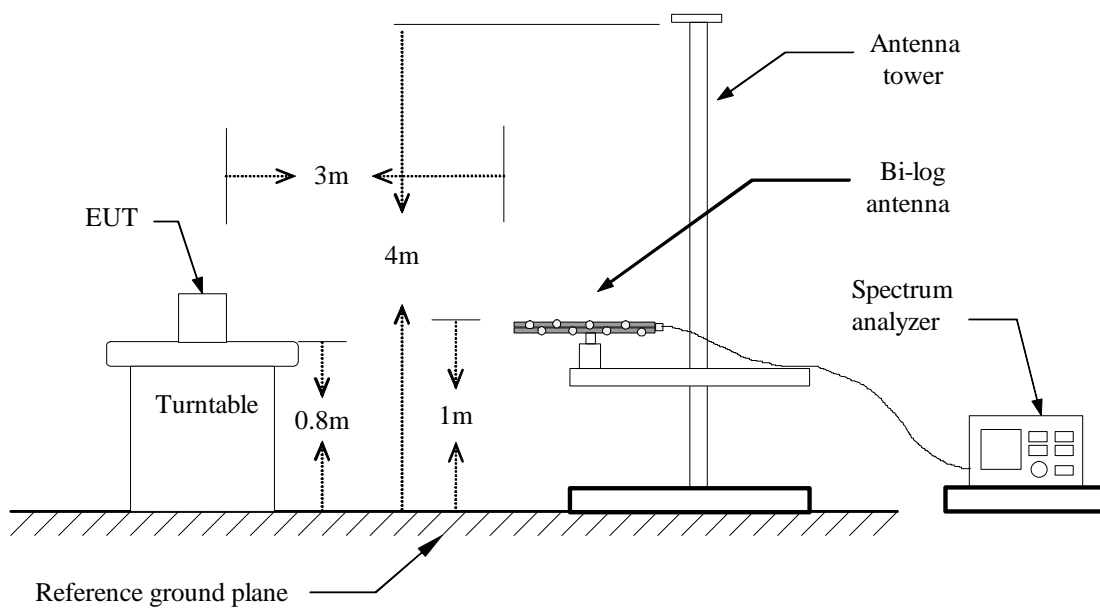 Antenna
tower
3m
Bi-log
antenna
EUT
4m
Spectrum
analyzer
Turntable
0.8m
1m
Reference ground plane